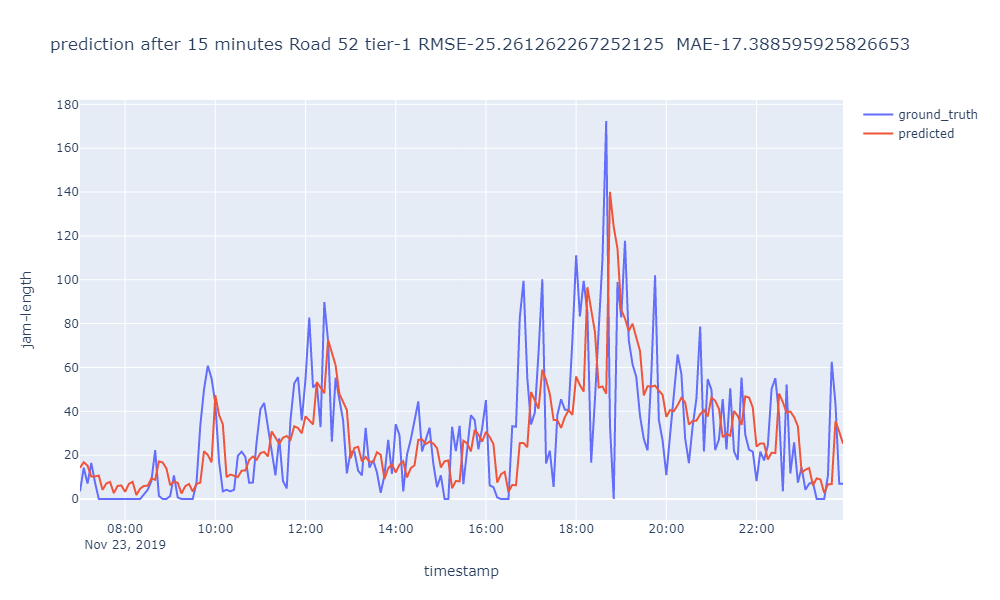 prediction after 15 minutes Road 52 tier-1 RMSE-25.261262267252125  MAE-17.388595925826653
ground_truth
predicted
jam-length
180
160
140
120
100
80
60
40
20
0
08:00 10:00 12:00 14:00 16:00 18:00 20:00 22:00
Nov 23, 2019
timestamp